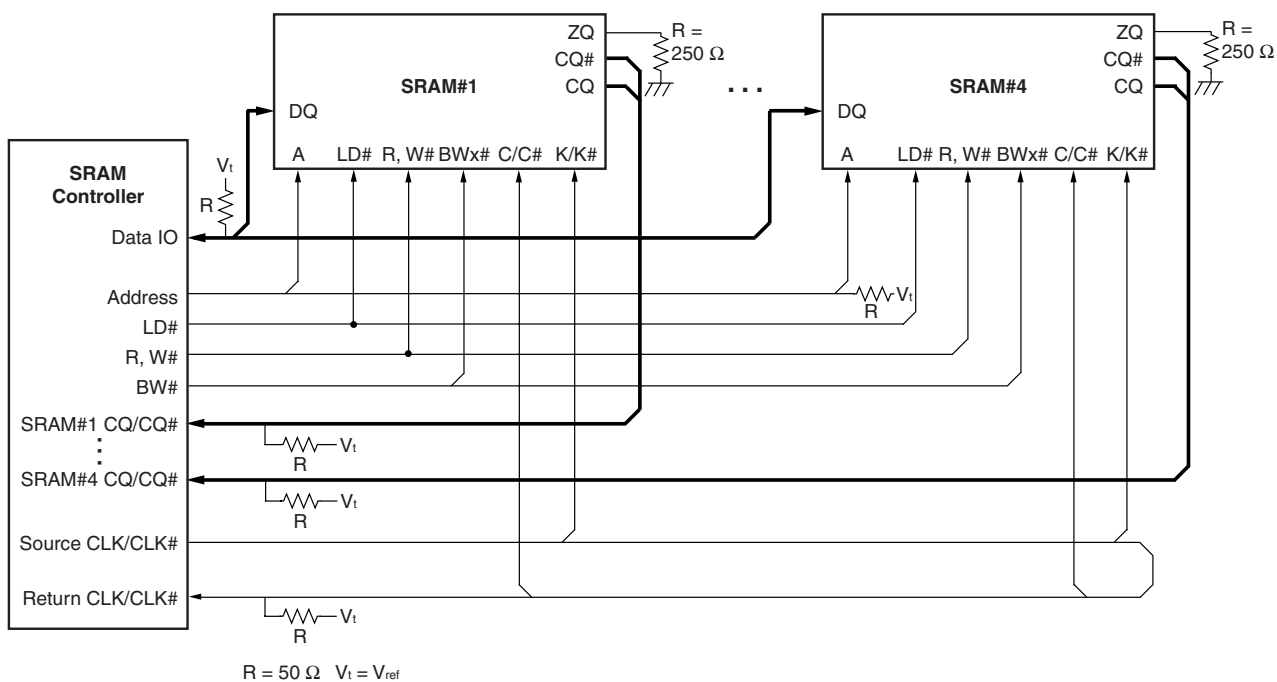 ZQ
CQ#
CQ
SRAM#1
DQ
A LD# R, W# BWx# C/C# K/K#
R =
250 Ω
. . .
ZQ
CQ#
CQ
SRAM#4
DQ
A LD# R, W# BWx# C/C# K/K#
R =
250 Ω
SRAM
Controller
Vt
R
Data IO
Address
R
Vt
LD#
R, W#
BW#
SRAM#1 CQ/CQ#
R
Vt
SRAM#4 CQ/CQ#
R
Vt
Source CLK/CLK#
Return CLK/CLK#
R
Vt
R = 50 Ω Vt = Vref